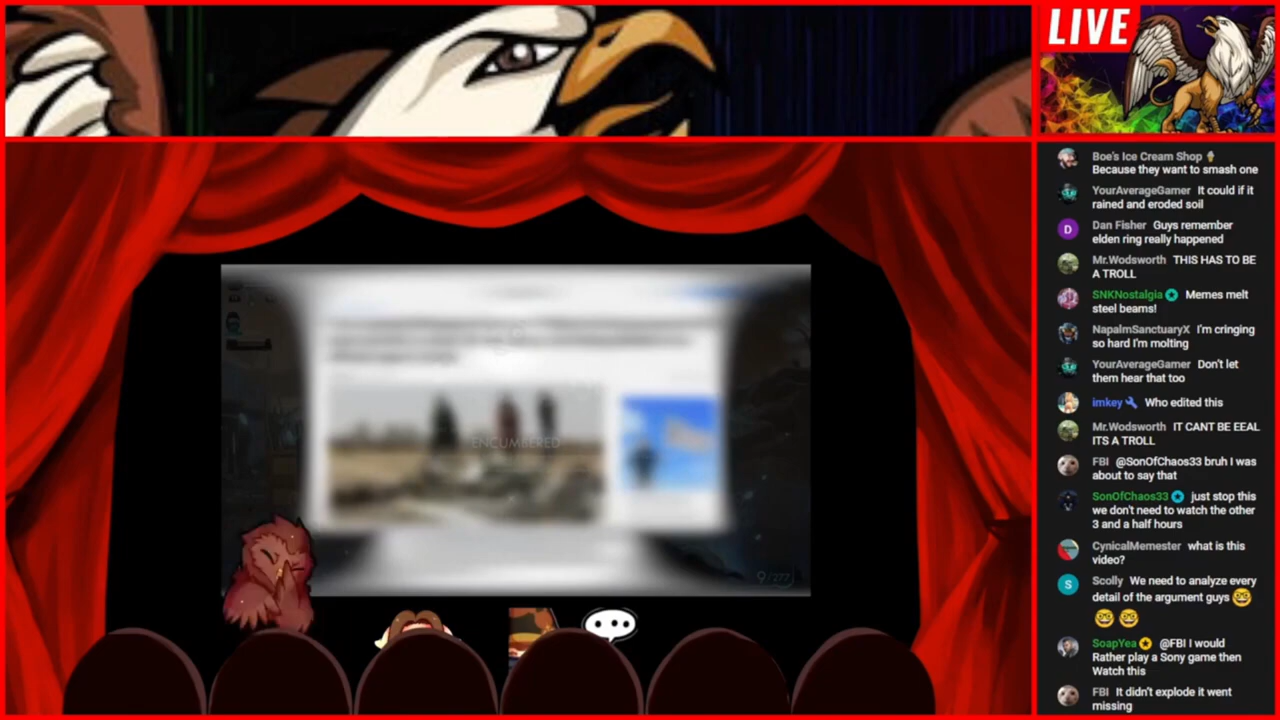 LIVE
Boe's Ice Cream Shop
Because they want to smash one
YourAverageGamer It could if it
rained and eroded soil
D
Dan Fisher Guys remember
elden ring really happened
Mr.Wodsworth THIS HAS TO BE
A TROLL
SNKNostalgia Memes melt
steel beams!
NapalmSanctuaryX I'm cringing
so hard I'm molting
YourAverageGamer Don't let
them hear that too
imkey Who edited this
Mr.Wodsworth IT CANT BE EEAL
ITS A TROLL
FBI @SonOfChaos33 bruh I was
about to say that
SonOfChaos33 just stop this
we don't need to watch the other
3 and a half hours
CynicalMemester what is this
video?
S
Scolly We need to analyze every
detail of the argument guys 🤓
🤓 🤓
SoapYea @FBI I would
Rather play a Sony game then
Watch this
FBI It didn't explode it went
missing
ENCUMBERED
9/277